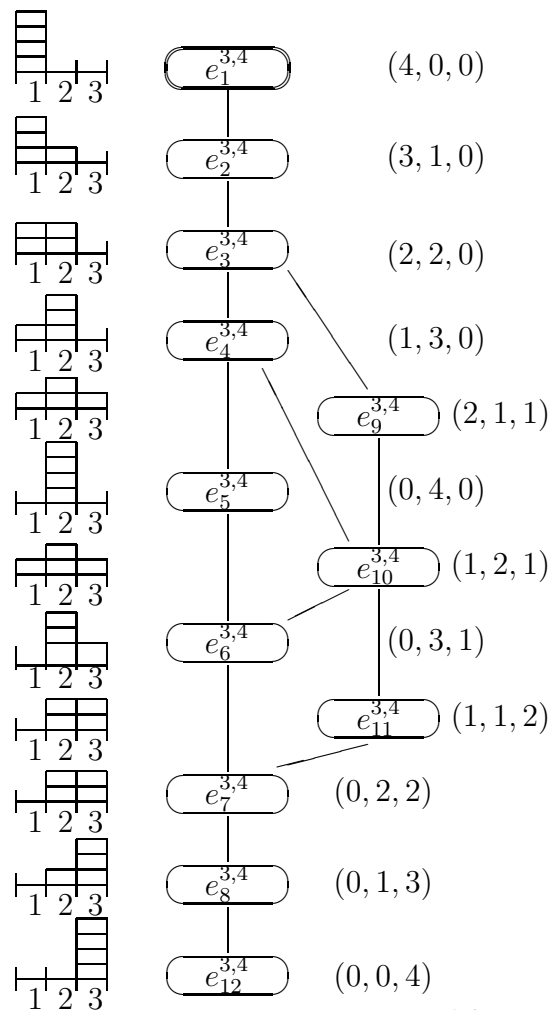 1 2 3 e_1^{3,4} (4, 0, 0)
1 2 3 e_2^{3,4} (3, 1, 0)
1 2 3 e_3^{3,4} (2, 2, 0)
1 2 3 e_4^{3,4} (1, 3, 0)
1 2 3 e_9^{3,4} (2, 1, 1)
1 2 3 e_5^{3,4} (0, 4, 0)
1 2 3 e_{10}^{3,4} (1, 2, 1)
1 2 3 e_6^{3,4} (0, 3, 1)
1 2 3 e_{11}^{3,4} (1, 1, 2)
1 2 3 e_7^{3,4} (0, 2, 2)
1 2 3 e_8^{3,4} (0, 1, 3)
1 2 3 e_{12}^{3,4} (0, 0, 4)